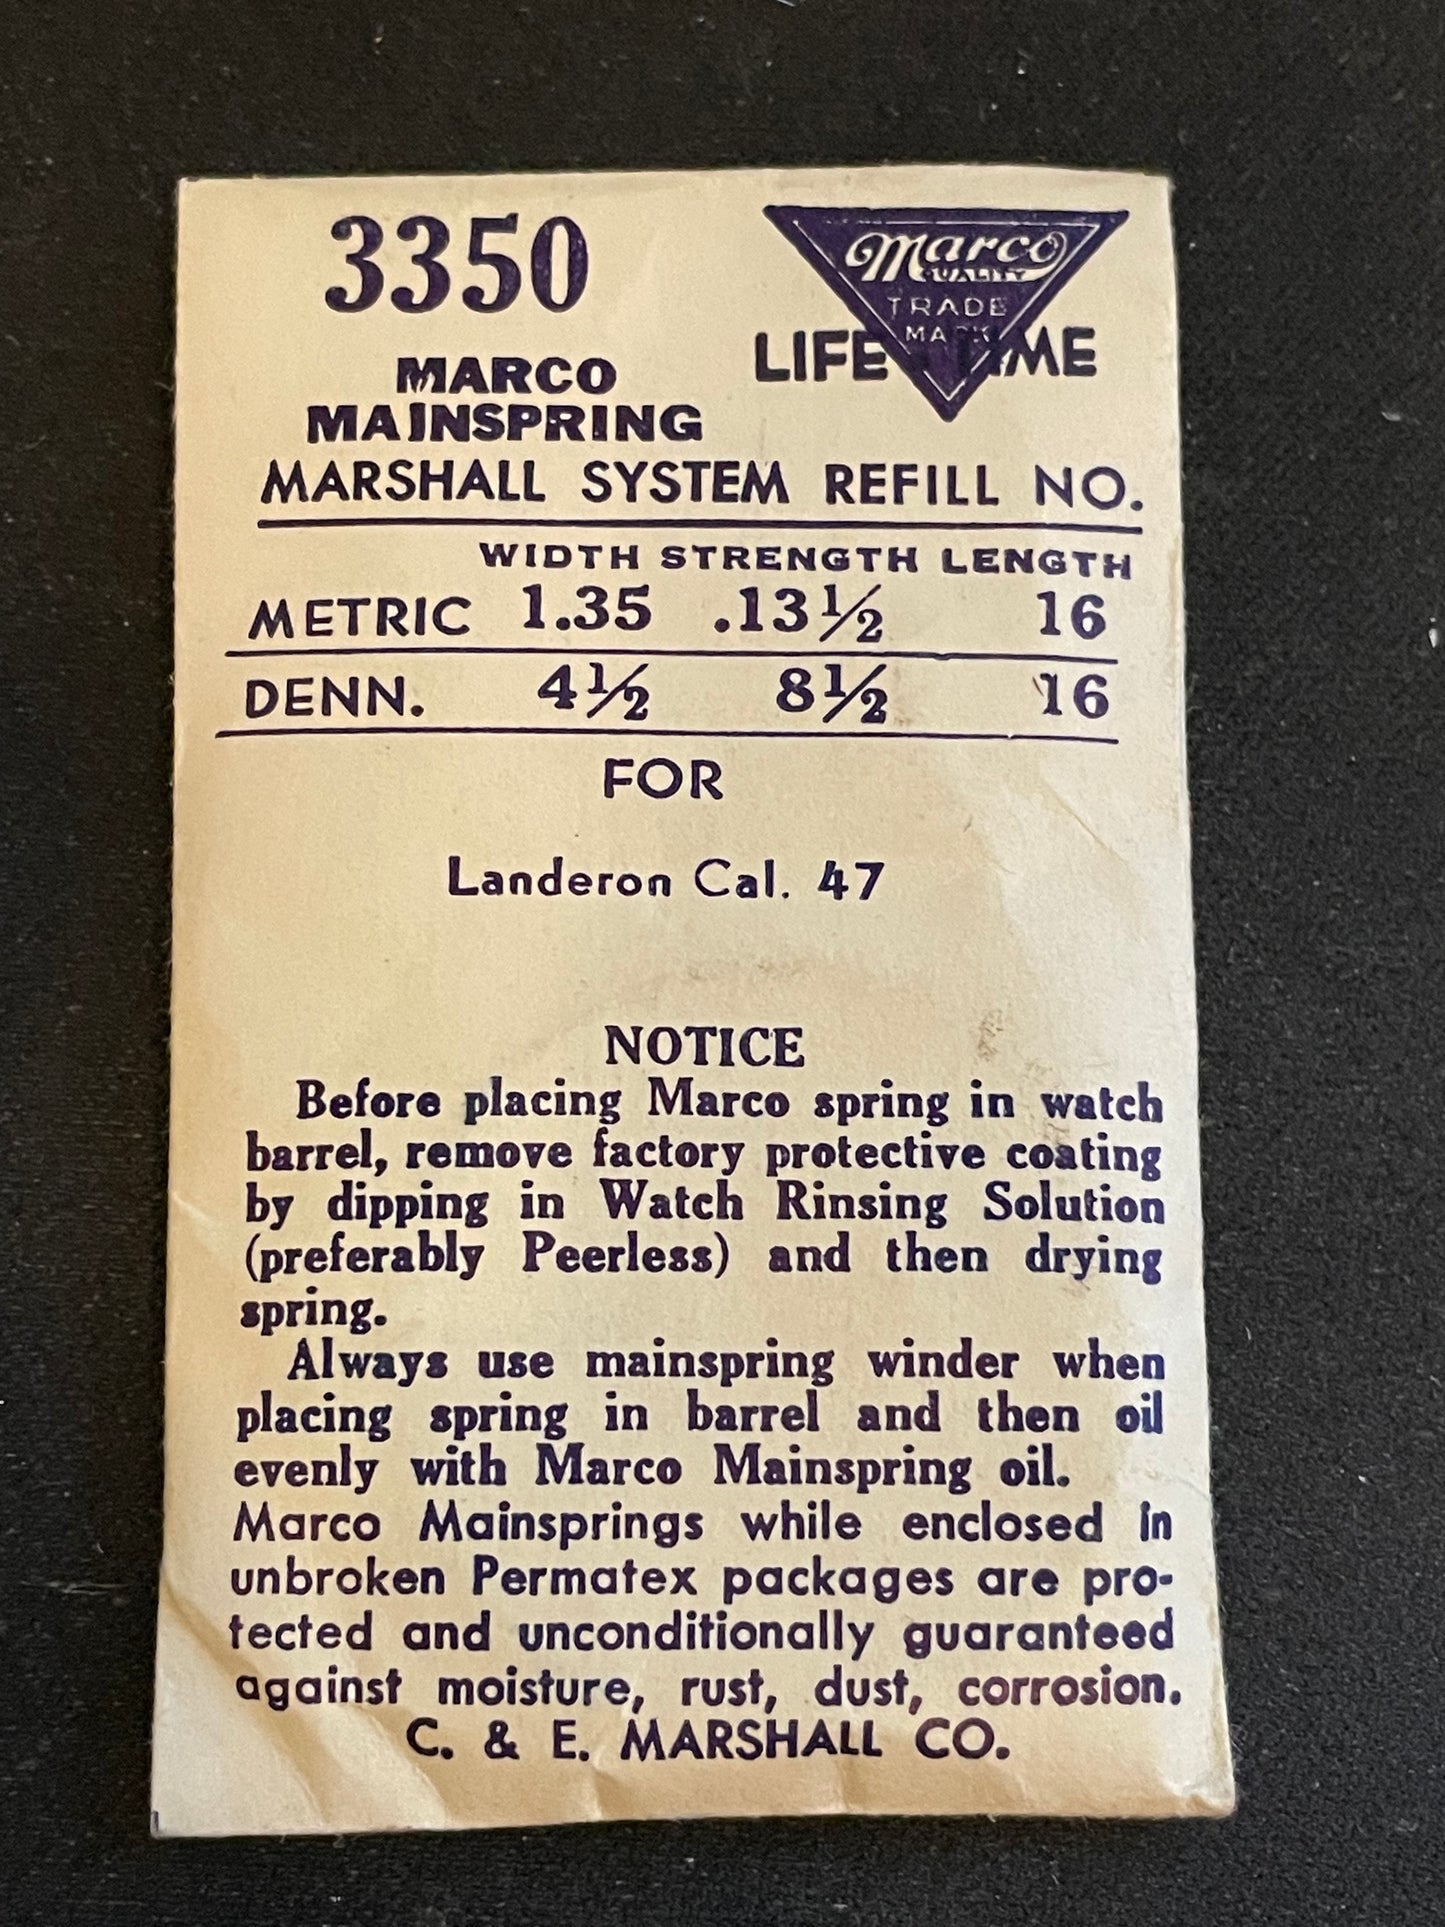 3350
Marco
QUALITY
TRADE
MARK
LIFE-TIME
MARCO
MAINSPRING
MARSHALL SYSTEM REFILL NO.
WIDTH STRENGTH LENGTH
METRIC 1.35 .13½ 16
DENN. 4½ 8½ 16
FOR
Landeron Cal. 47
NOTICE
Before placing Marco spring in watch
barrel, remove factory protective coating
by dipping in Watch Rinsing Solution
(preferably Peerless) and then drying
spring.
Always use mainspring winder when
placing spring in barrel and then oil
evenly with Marco Mainspring oil.
Marco Mainsprings while enclosed in
unbroken Permatex packages are pro-
tected and unconditionally guaranteed
against moisture, rust, dust, corrosion.
C. & E. MARSHALL CO.